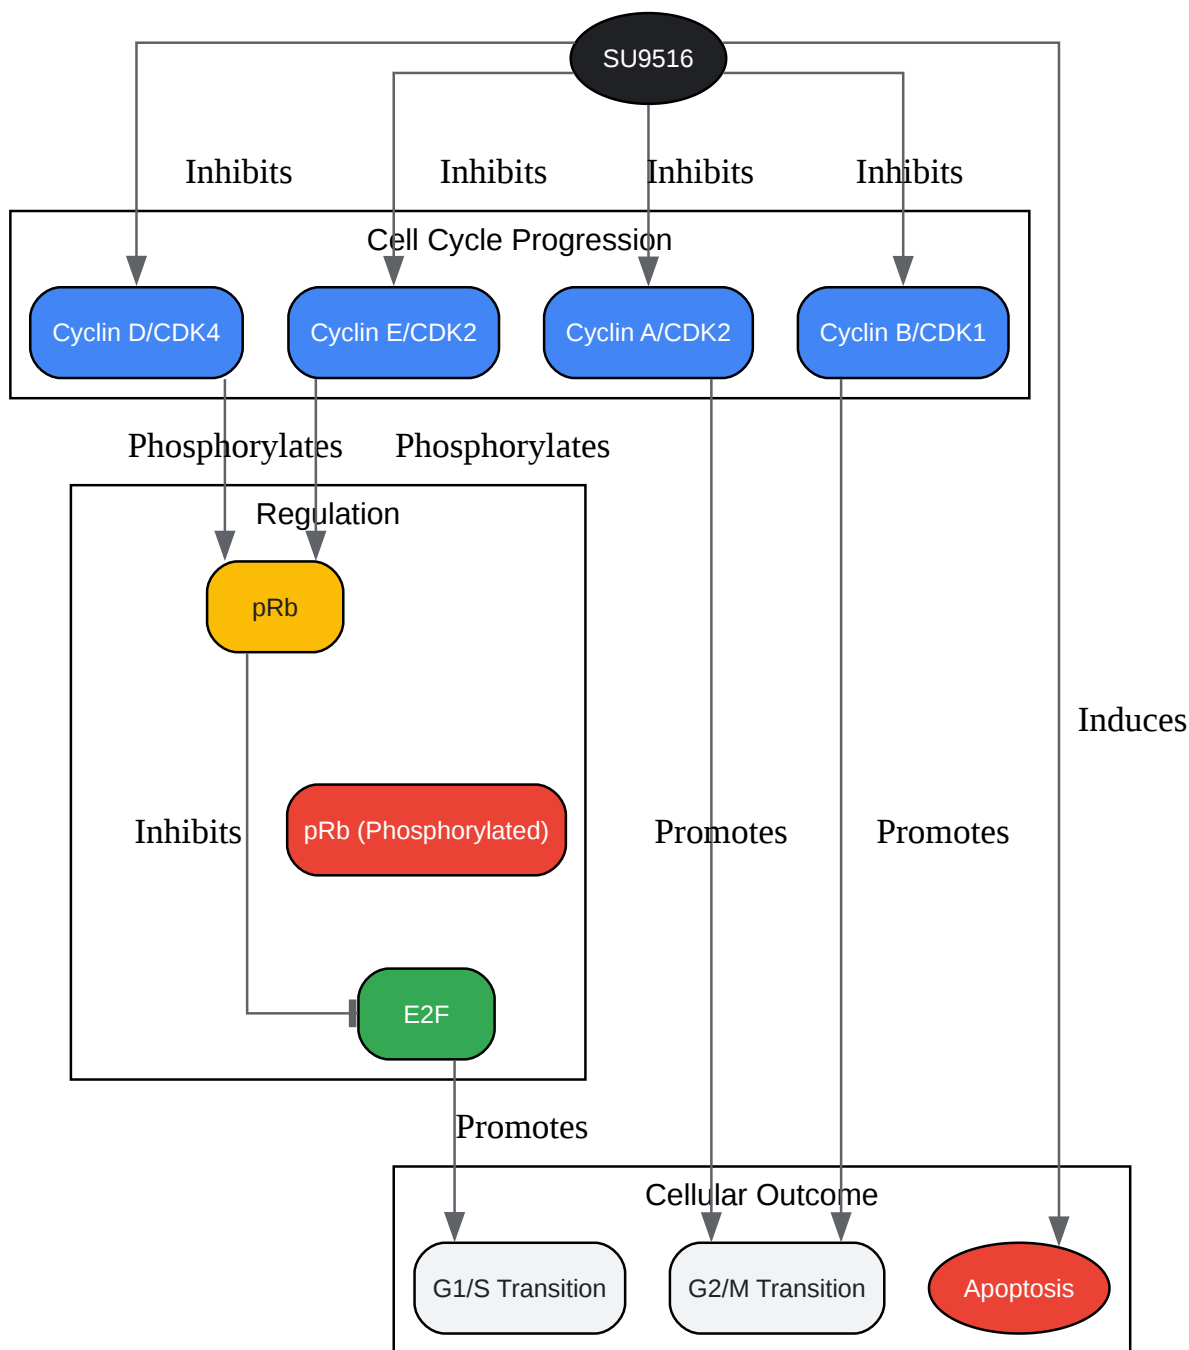 SU9516
Inhibits
Inhibits
Inhibits
Inhibits
Cell Cycle Progression
Cyclin D/CDK4
Cyclin E/CDK2
Cyclin A/CDK2
Cyclin B/CDK1
Phosphorylates
Phosphorylates
Regulation
pRb
Induces
Inhibits
pRb (Phosphorylated)
Promotes
Promotes
E2F
Promotes
Cellular Outcome
G1/S Transition
G2/M Transition
Apoptosis